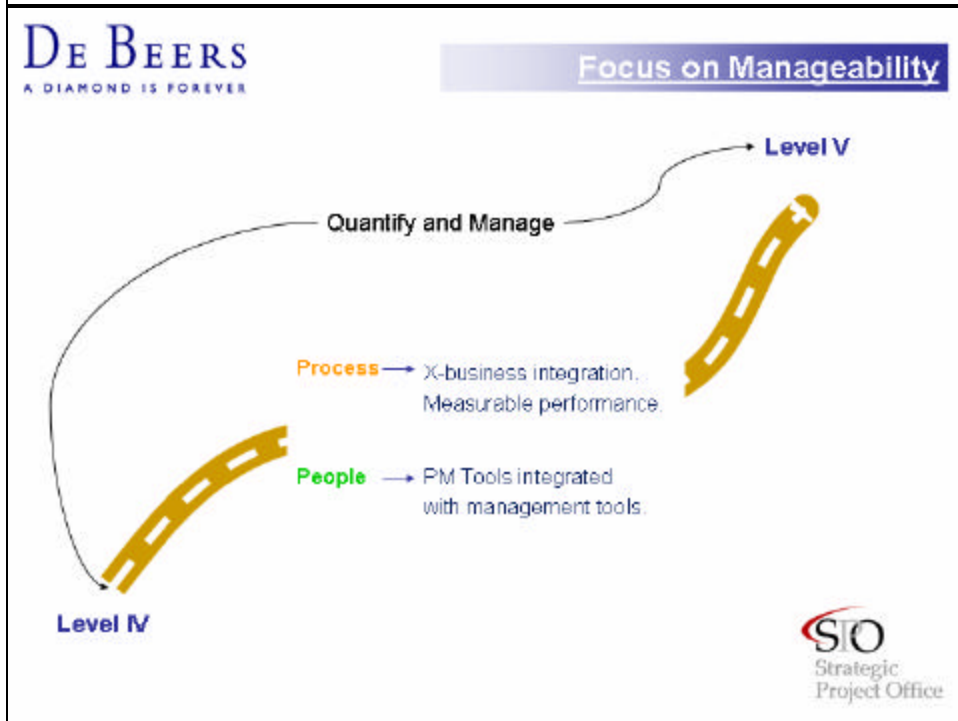 DE BEERS
A DIAMOND IS FOREVER
Focus on Manageability
Level V
Quantify and Manage
Process
X-business integration.
Measurable performance.
People
PM Tools integrated
with management tools.
Level IV
SPO
Strategic
Project Office